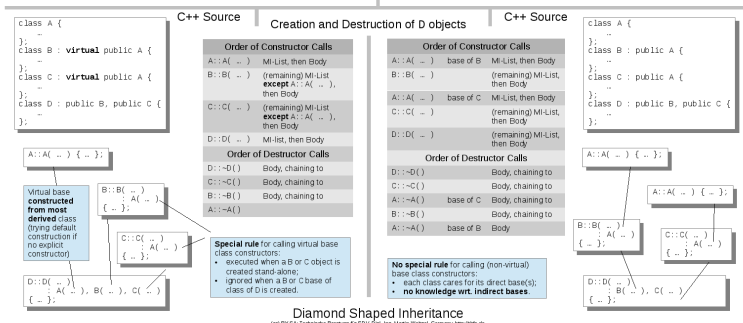 C++ Source
Creation and Destruction of D objects
C++ Source
class A {
…
};
class B : virtual public A {
…
};
class C : virtual public A {
…
};
class D : public B, public C {
…
};
A::A( … ) { … };
Virtual base
constructed
from most
derived class
(trying default
construction if
no explicit
constructor)
B::B( … )
: A( … )
{ … };
C::C( … )
: A( … )
{ … };
D::D( … )
: A( … ), B( … ), C( … )
{ … };
Order of Constructor Calls
A::A( … ) MI-List, then Body
B::B( … ) (remaining) MI-List
except A::A( … ),
then Body
C::C( … ) (remaining) MI-List
except A::A( … ),
then Body
D::D( … ) MI-list, then Body
Order of Destructor Calls
D::~D() Body, chaining to
C::~C() Body, chaining to
B::~B() Body, chaining to
A::~A()
Special rule for calling virtual base
class constructors:
• executed when a B or C object is
created stand-alone;
• ignored when a B or C base of
class of D is created.
Order of Constructor Calls
A::A( … ) base of B MI-List, then Body
B::B( … ) (remaining) MI-List,
then Body
A::A( … ) base of C MI-List, then Body
C::C( … ) (remaining) MI-List,
then Body
D::D( … ) (remaining) MI-List,
then Body
Order of Destructor Calls
D::~D() Body, chaining to
C::~C() Body, chaining to
A::~A() base of C Body, chaining to
B::~B() Body, chaining to
A::~A() base of B Body
No special rule for calling (non-virtual)
base class constructors:
• each class cares for its direct base(s);
• no knowledge wrt. indirect bases.
class A {
…
};
class B : public A {
…
};
class C : public A {
…
};
class D : public B, public C {
…
};
A::A( … ) { … };
A::A( … ) { … };
B::B( … )
: A( … )
{ … };
C::C( … )
: A( … )
{ … };
D::D( … )
: B( … ), C( … )
{ … };
Diamond Shaped Inheritance